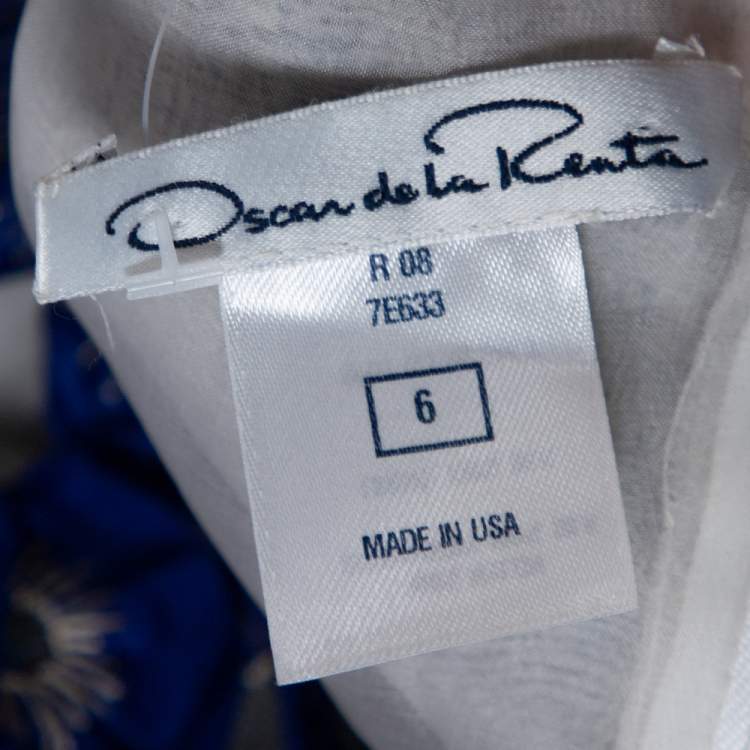 Oscar de la Renta
R 08
7E633
6
MADE IN USA